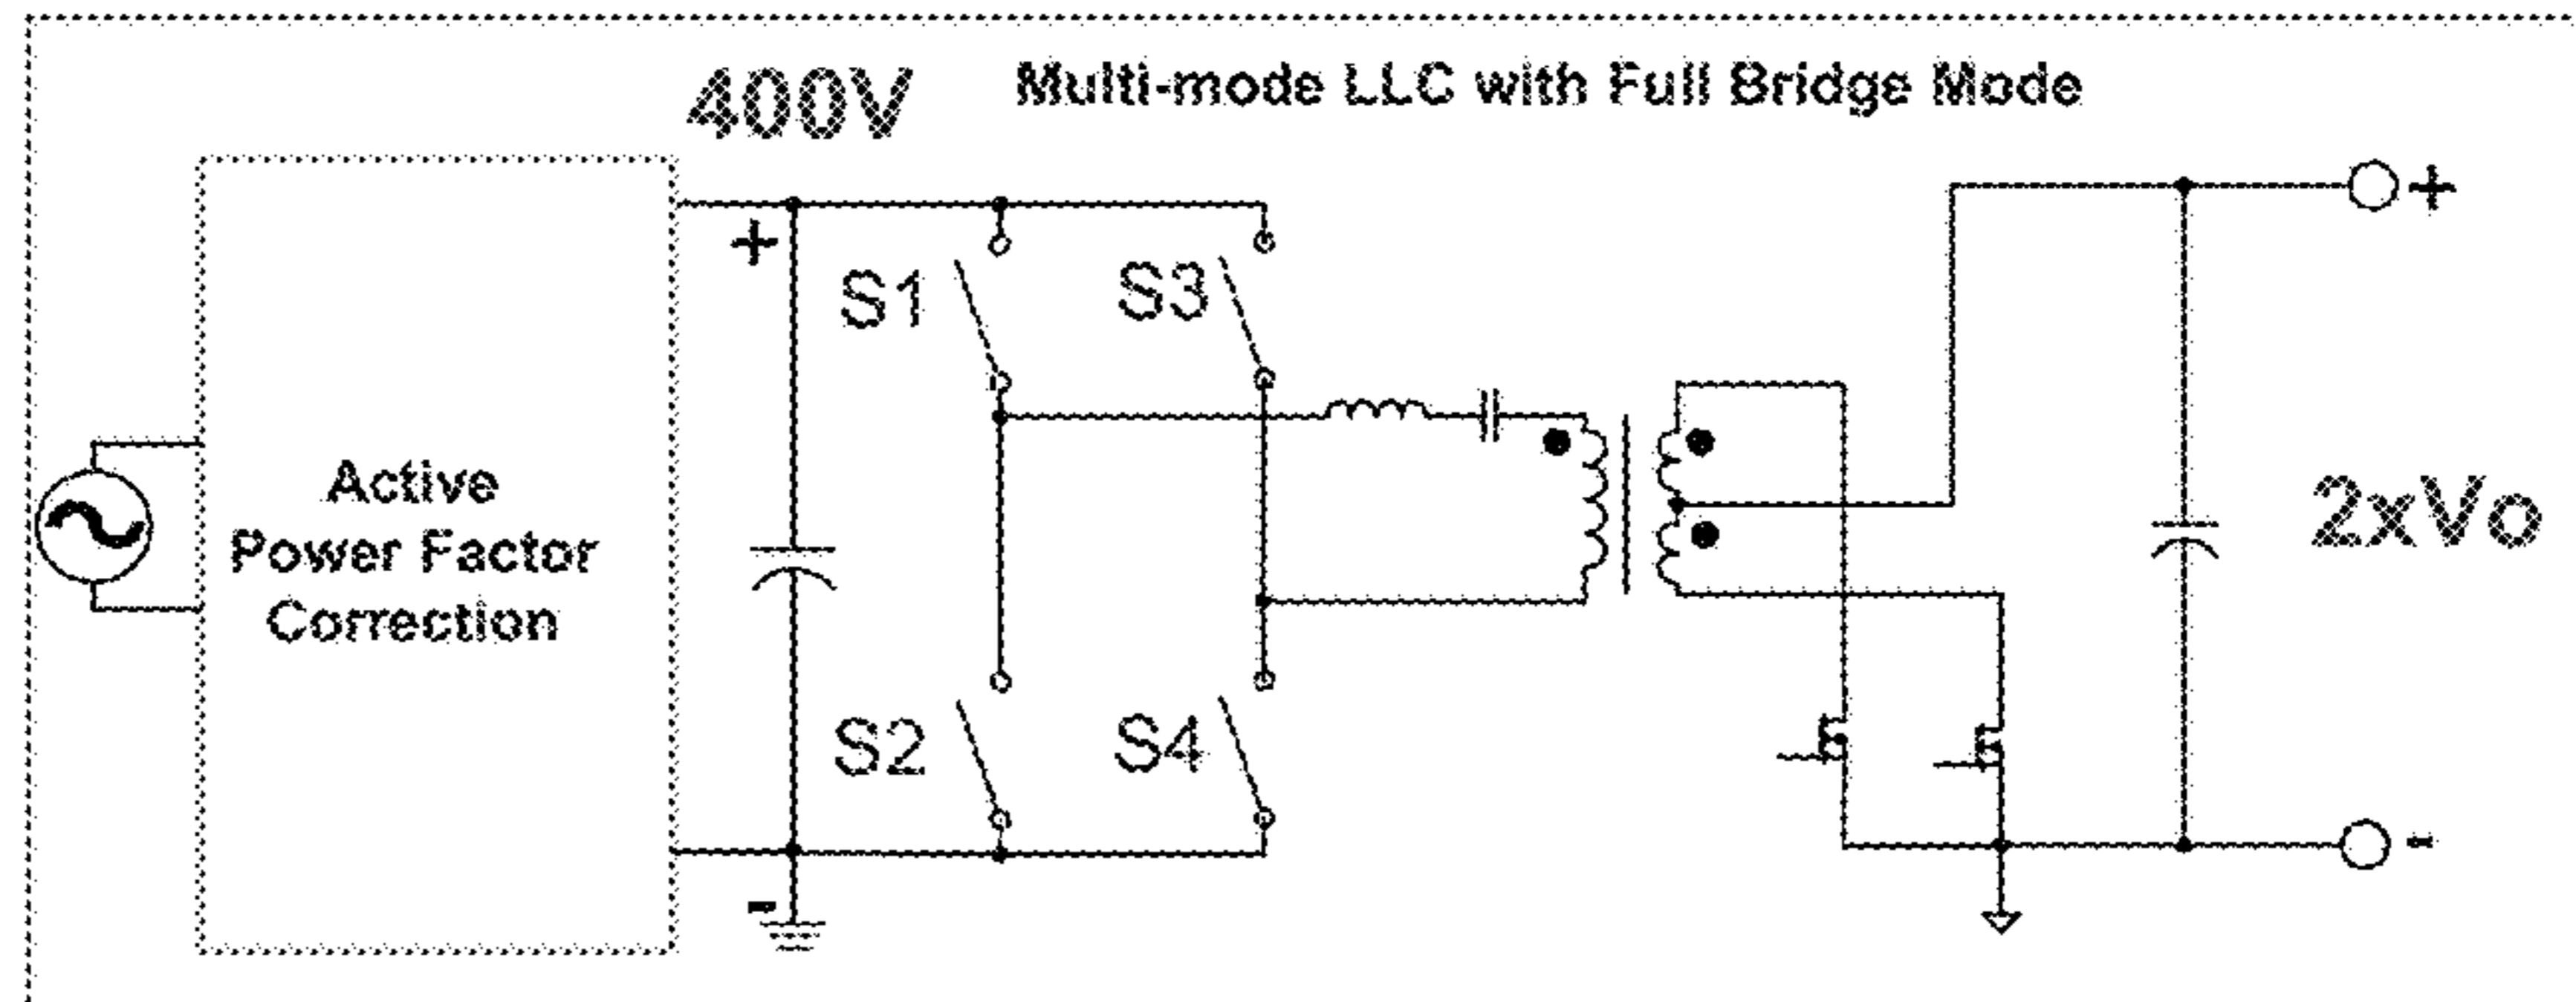 400V
Multi-mode LLC with Full Bridge Mode
+
+
S1
S3
Active
Power Factor
Correction
2xVo
S2
S4
-
-